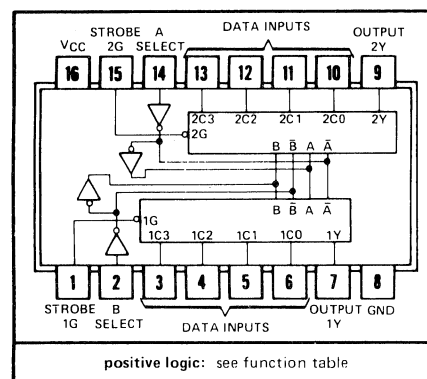 STROBE A DATA INPUTS OUTPUT
VCC 2G SELECT 2Y
16 15 14 13 12 11 10 9
2C3 2C2 2C1 2C0 2Y
2G
B B̅ A A̅
B B̅ A A̅
1G
1C3 1C2 1C1 1C0 1Y
1 2 3 4 5 6 7 8
STROBE B DATA INPUTS OUTPUT GND
1G SELECT 1Y
positive logic: see function table